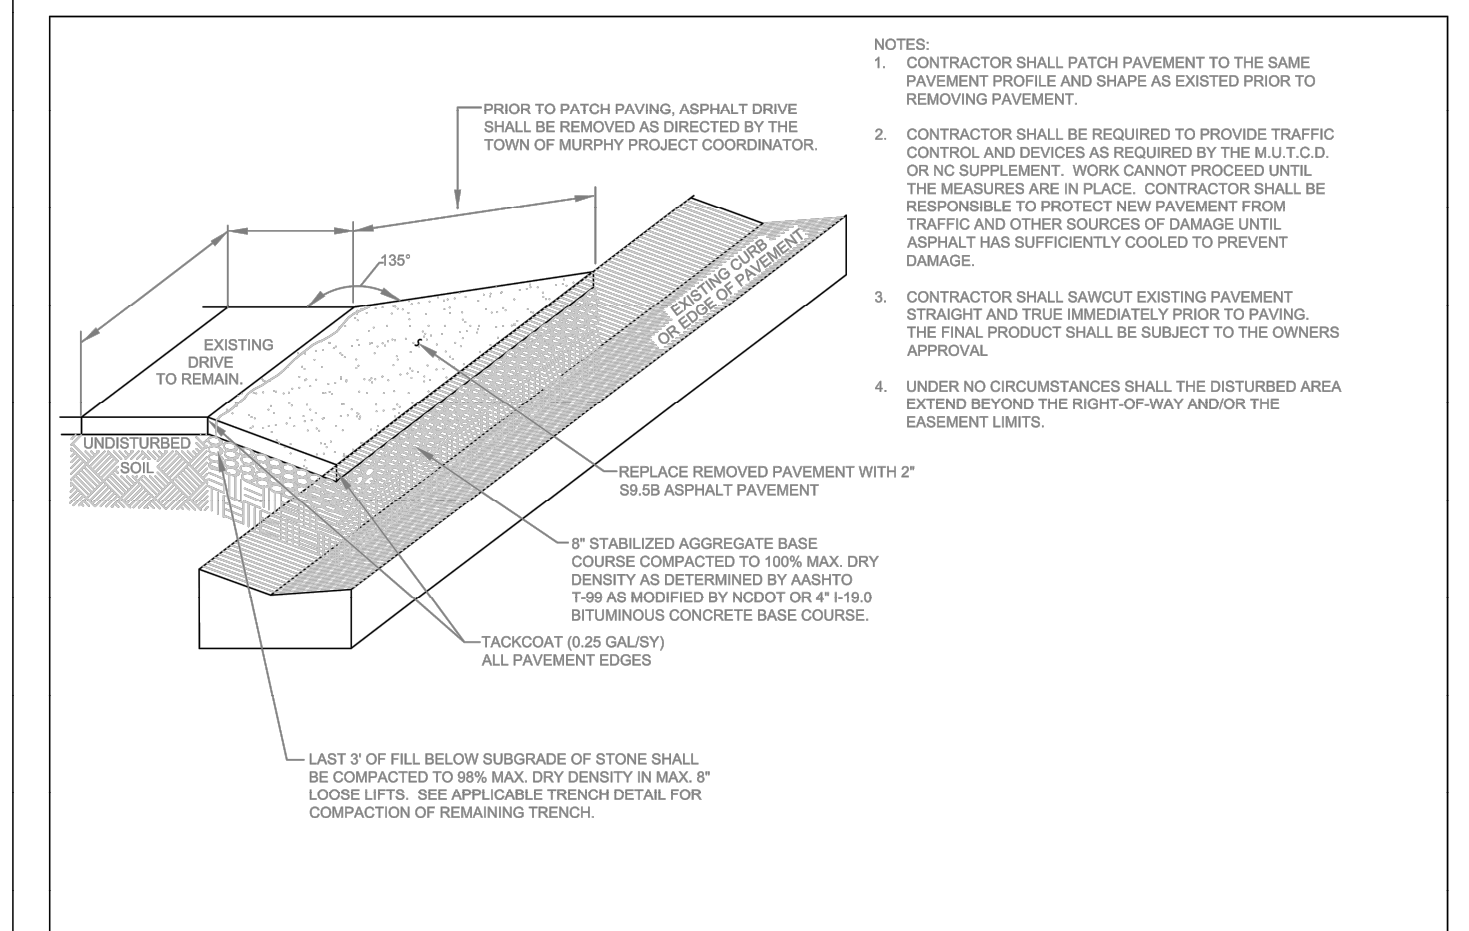 NOTES:
1. CONTRACTOR SHALL PATCH PAVEMENT TO THE SAME
PAVEMENT PROFILE AND SHAPE AS EXISTED PRIOR TO
REMOVING PAVEMENT.
2. CONTRACTOR SHALL BE REQUIRED TO PROVIDE TRAFFIC
CONTROL AND DEVICES AS REQUIRED BY THE M.U.T.C.D.
OR NC SUPPLEMENT. WORK CANNOT PROCEED UNTIL
THE MEASURES ARE IN PLACE. CONTRACTOR SHALL BE
RESPONSIBLE TO PROTECT NEW PAVEMENT FROM
TRAFFIC AND OTHER SOURCES OF DAMAGE UNTIL
ASPHALT HAS SUFFICIENTLY COOLED TO PREVENT
DAMAGE.
3. CONTRACTOR SHALL SAWCUT EXISTING PAVEMENT
STRAIGHT AND TRUE IMMEDIATELY PRIOR TO PAVING.
THE FINAL PRODUCT SHALL BE SUBJECT TO THE OWNERS
APPROVAL
4. UNDER NO CIRCUMSTANCES SHALL THE DISTURBED AREA
EXTEND BEYOND THE RIGHT-OF-WAY AND/OR THE
EASEMENT LIMITS.
PRIOR TO PATCH PAVING, ASPHALT DRIVE
SHALL BE REMOVED AS DIRECTED BY THE
TOWN OF MURPHY PROJECT COORDINATOR.
135°
EXISTING CURB
OR EDGE OF PAVEMENT.
EXISTING
DRIVE
TO REMAIN.
UNDISTURBED
SOIL
REPLACE REMOVED PAVEMENT WITH 2"
S9.5B ASPHALT PAVEMENT
8" STABILIZED AGGREGATE BASE
COURSE COMPACTED TO 100% MAX. DRY
DENSITY AS DETERMINED BY AASHTO
T-99 AS MODIFIED BY NCDOT OR 4" I-19.0
BITUMINOUS CONCRETE BASE COURSE.
TACKCOAT (0.25 GAL/SY)
ALL PAVEMENT EDGES
LAST 3' OF FILL BELOW SUBGRADE OF STONE SHALL
BE COMPACTED TO 98% MAX. DRY DENSITY IN MAX. 8"
LOOSE LIFTS. SEE APPLICABLE TRENCH DETAIL FOR
COMPACTION OF REMAINING TRENCH.